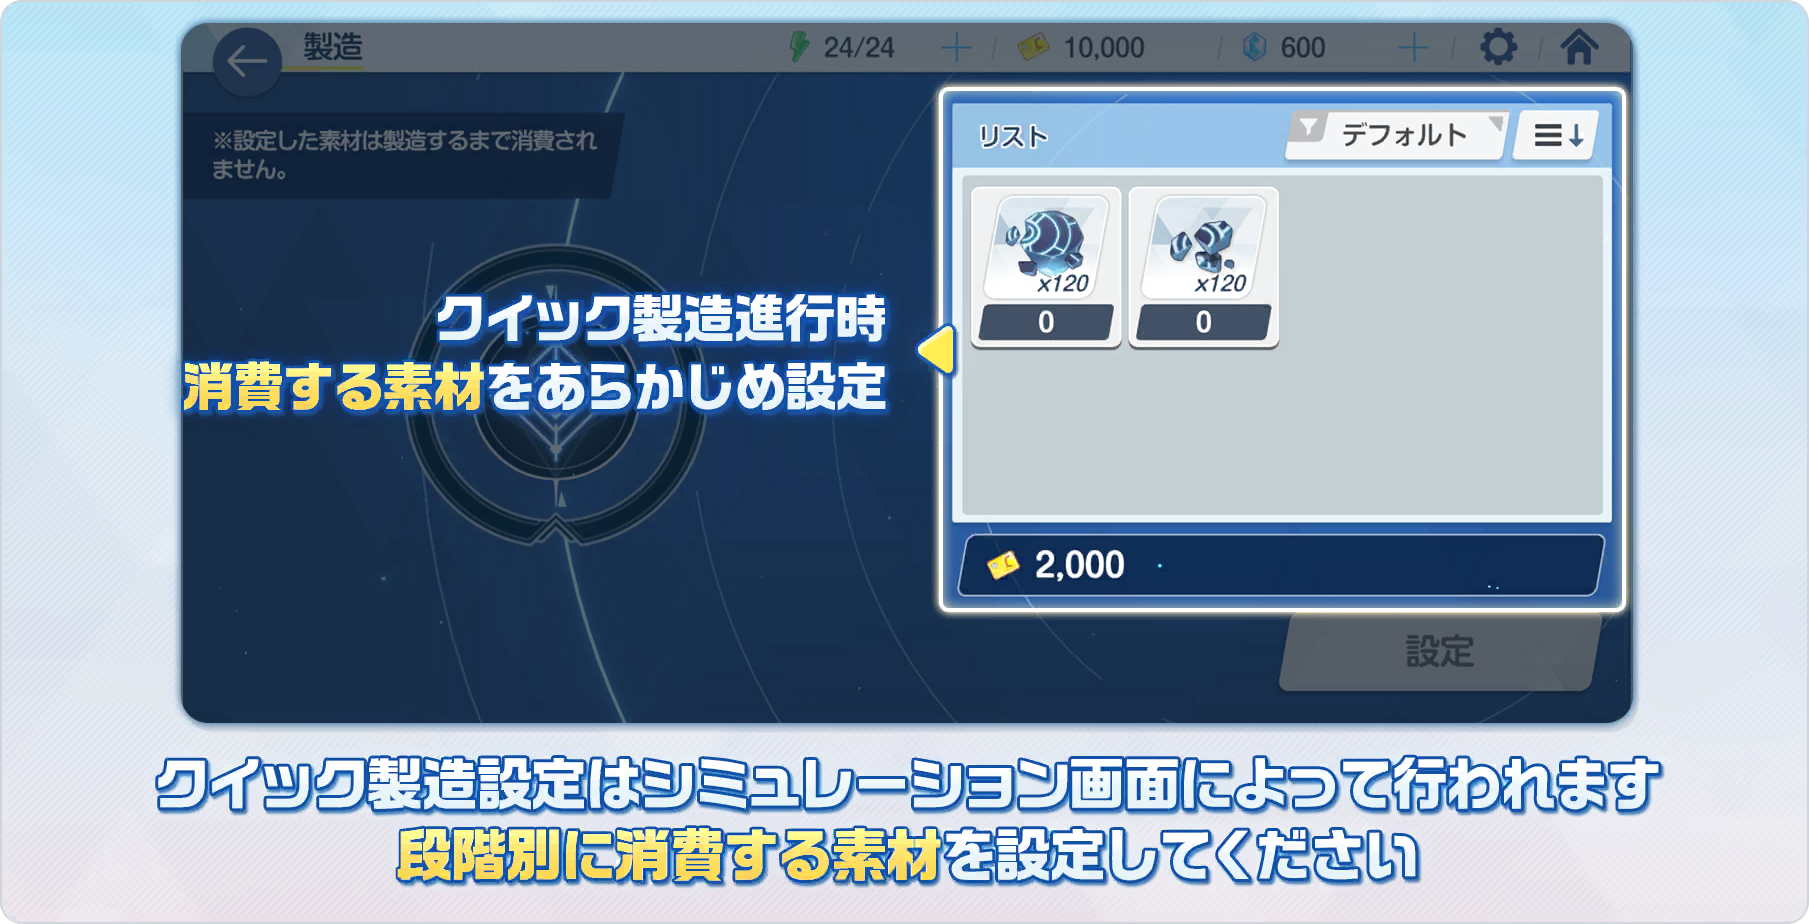 製造
24/24
10,000
600
※設定した素材は製造するまで消費され
ません。
リスト
デフォルト
x120
x120
0
0
クイック製造進行時
消費する素材をあらかじめ設定
2,000
設定
クイック製造設定はシミュレーション画面によって行われます
段階別に消費する素材を設定してください